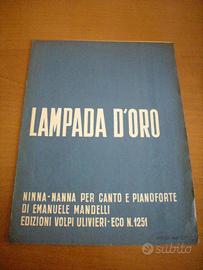 LAMPADA D'ORO
NINNA-NANNA PER CANTO E PIANOFORTE
DI EMANUELE MANDELLI
EDIZIONI VOLPI ULIVIERI-ECO N.1251
subito